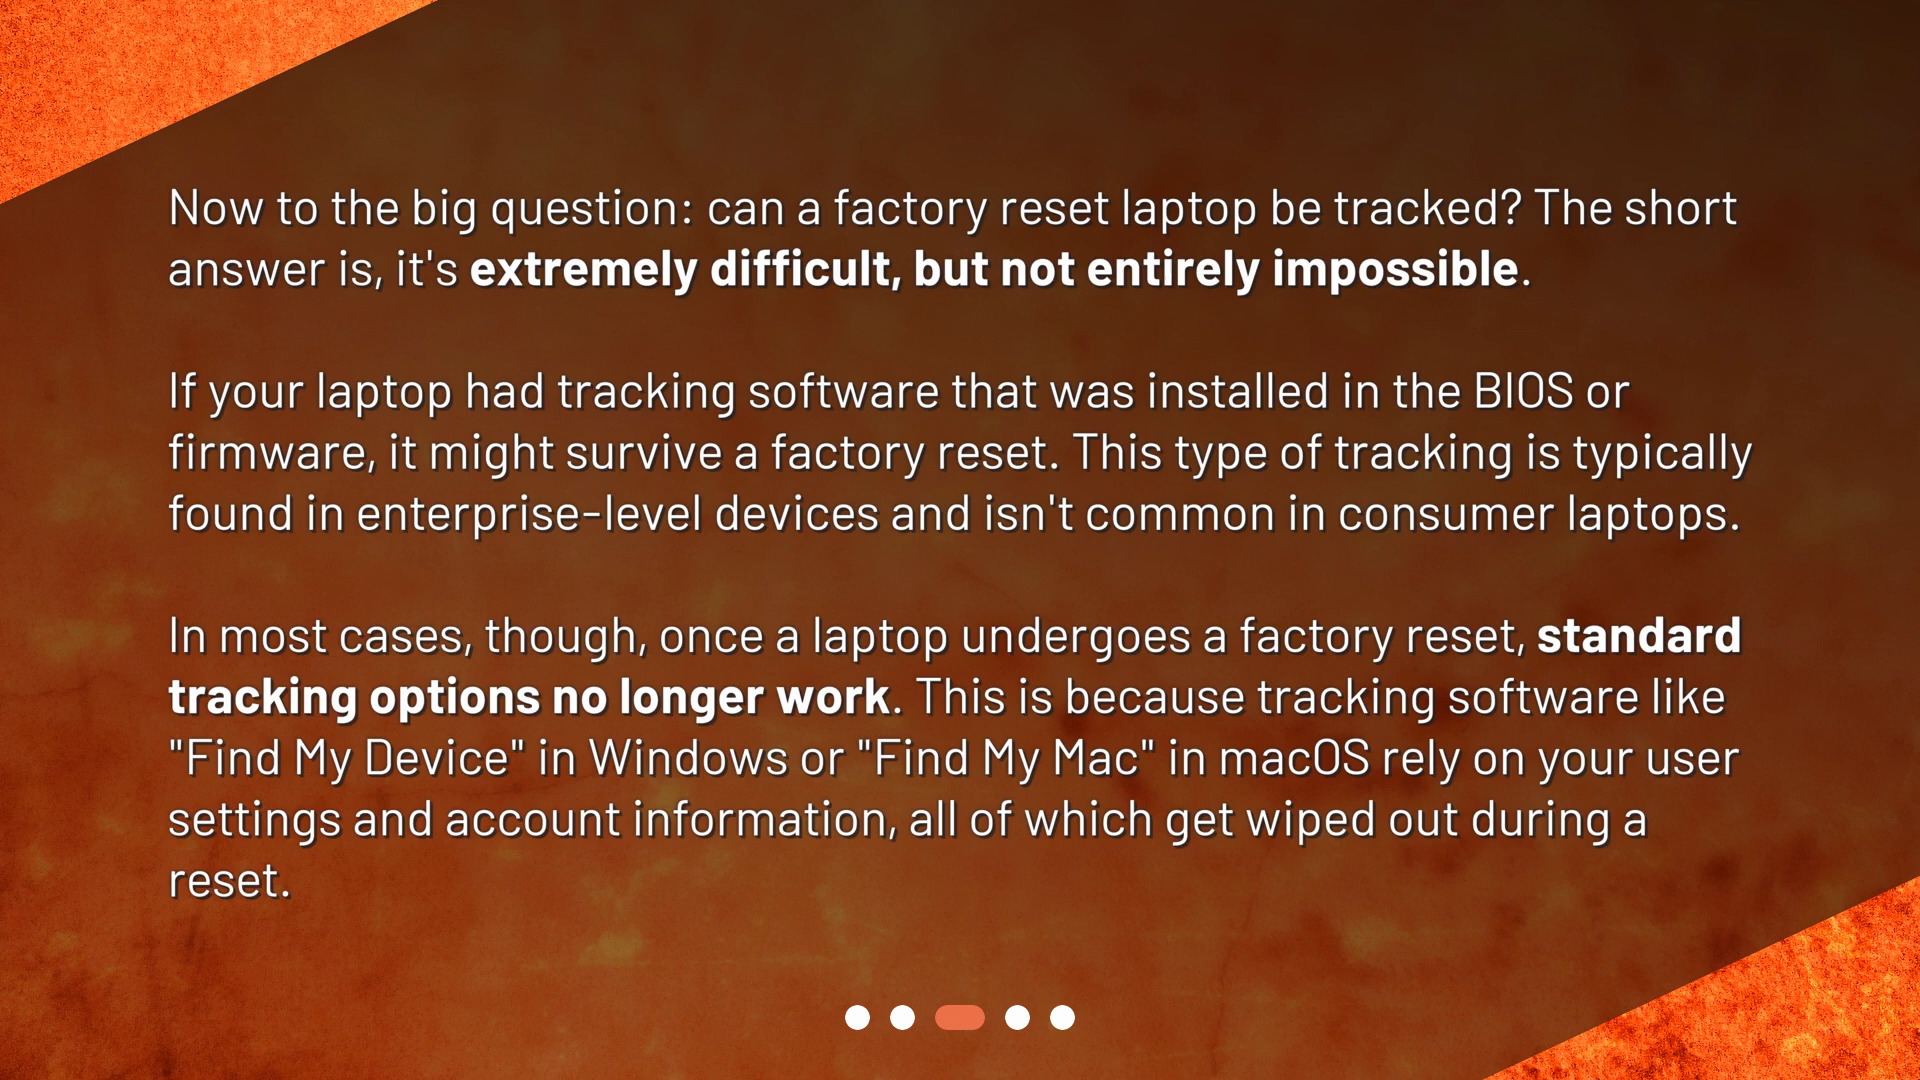 Now to the big question: can a factory reset laptop be tracked? The short
answer is, it's extremely difficult, but not entirely impossible.
If your laptop had tracking software that was installed in the BIOS or
firmware, it might survive a factory reset. This type of tracking is typically
found in enterprise-level devices and isn't common in consumer laptops.
In most cases, though, once a laptop undergoes a factory reset, standard
tracking options no longer work. This is because tracking software like
"Find My Device" in Windows or "Find My Mac" in macOS rely on your user
settings and account information, all of which get wiped out during a
reset.